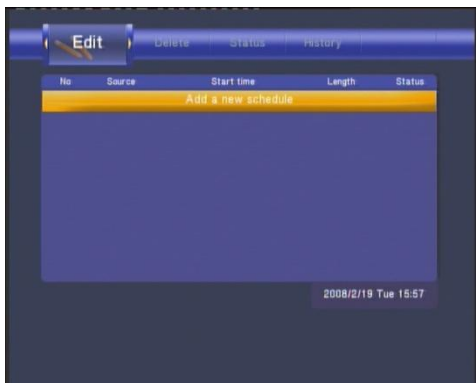 Edit Delete Status History
No Source Start time Length Status
Add a new schedule
2008/2/19 Tue 15:57